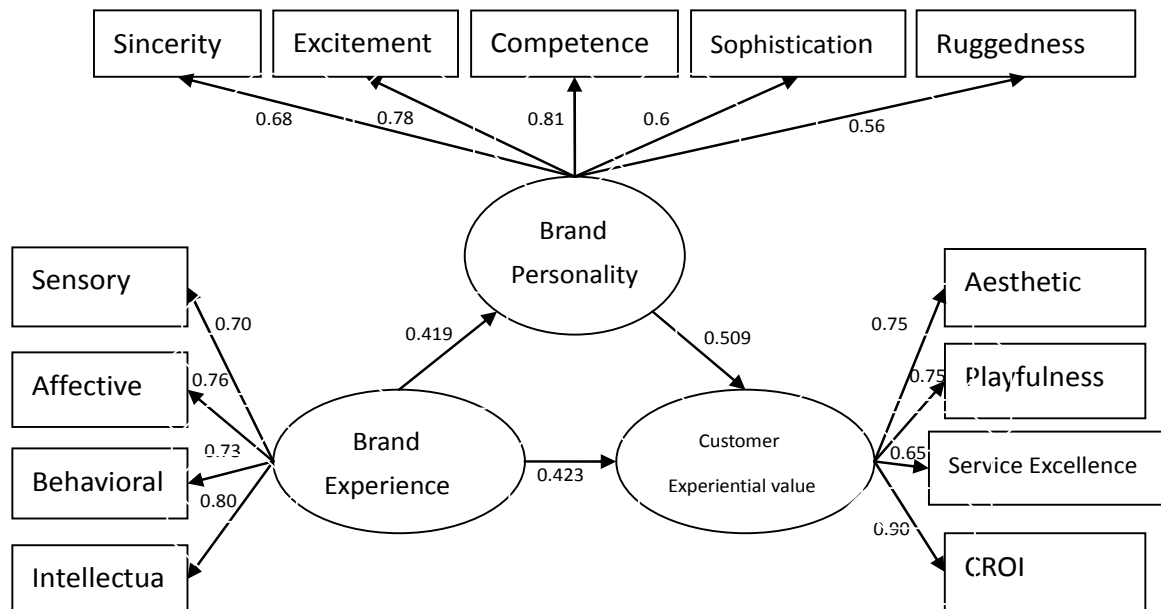 Sincerity
Excitement
Competence
Sophistication
Ruggedness
0.68
0.78
0.81
0.6
0.56
Brand
Personality
Sensory
Aesthetic
0.70
0.419
0.509
0.75
Affective
0.76
0.75
Playfulness
Brand
Experience
Customer
Experiential value
0.73
0.423
0.65
Behavioral
Service Excellence
0.80
0.90
Intellectua
CROI